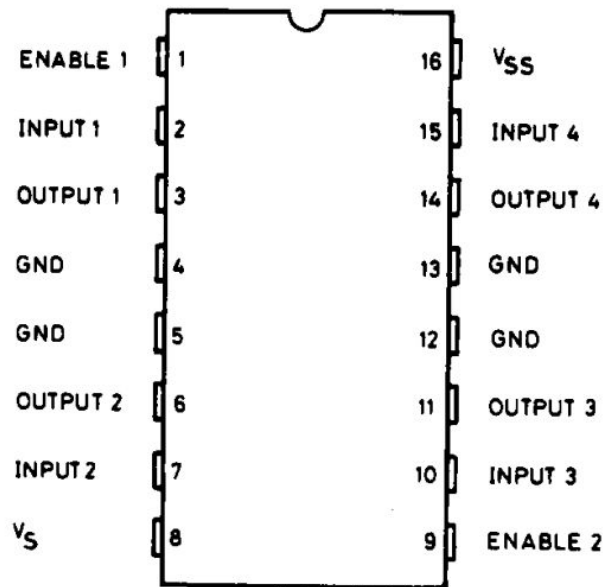 ENABLE 1 1 16 VSS
INPUT 1 2 15 INPUT 4
OUTPUT 1 3 14 OUTPUT 4
GND 4 13 GND
GND 5 12 GND
OUTPUT 2 6 11 OUTPUT 3
INPUT 2 7 10 INPUT 3
VS 8 9 ENABLE 2